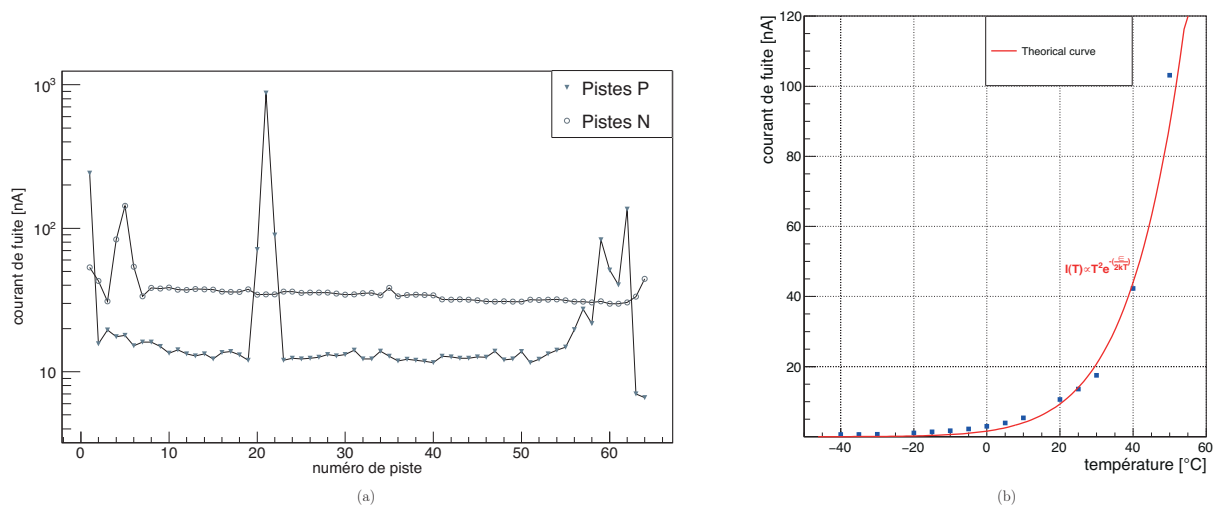 10³
10²
10
courant de fuite [nA]
Pistes P
Pistes N
0 10 20 30 40 50 60
numéro de piste
(a)
120
100
80
60
40
20
courant de fuite [nA]
Theorical curve
I(T)∝T²e
−40 −20 0 20 40 60
température [°C]
(b)